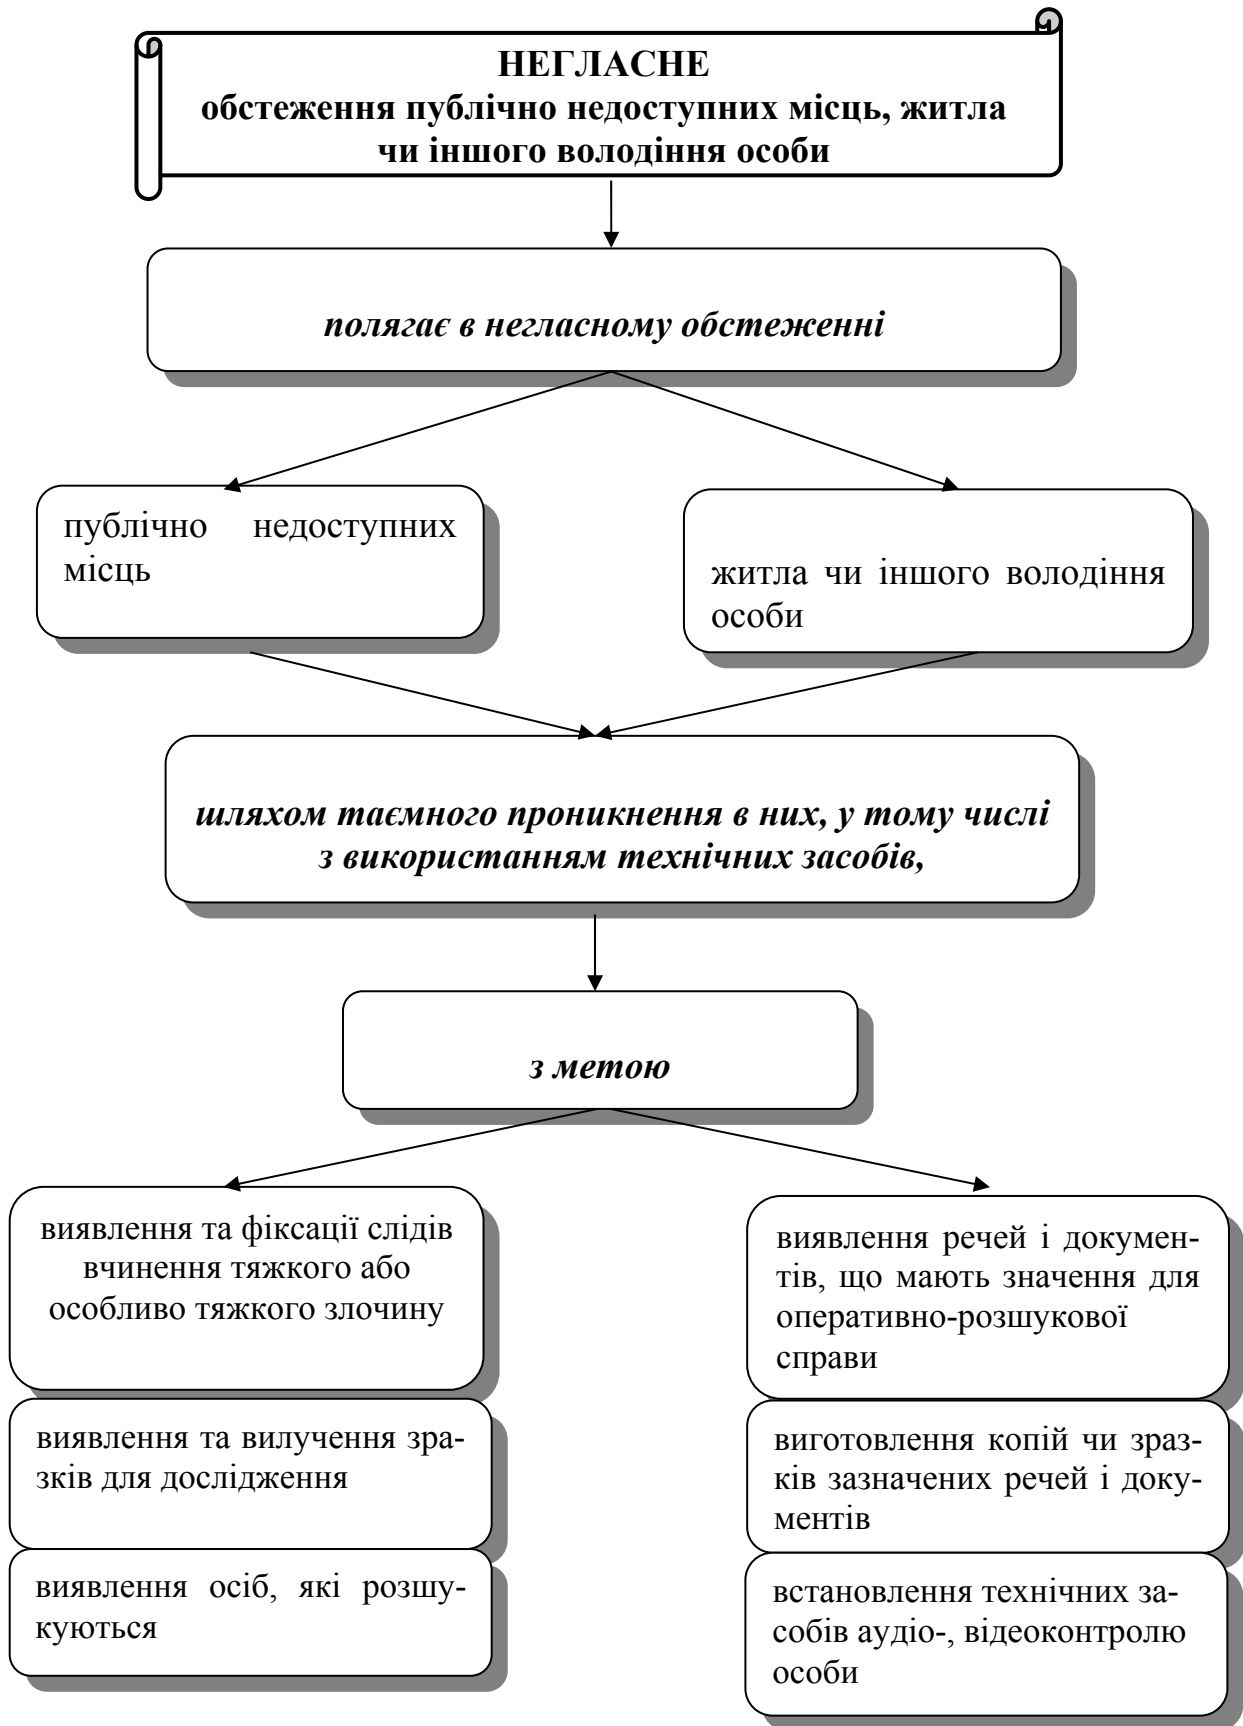 НЕГЛАСНЕ
обстеження публічно недоступних місць, житла
чи іншого володіння особи
полягає в негласному обстеженні
публічно недоступних
місць
житла чи іншого володіння
особи
шляхом таємного проникнення в них, у тому числі
з використанням технічних засобів,
з метою
виявлення та фіксації слідів
вчинення тяжкого або
особливо тяжкого злочину
виявлення та вилучення зра-
зків для дослідження
виявлення осіб, які розшу-
куються
виявлення речей і докумен-
тів, що мають значення для
оперативно-розшукової
справи
виготовлення копій чи зраз-
ків зазначених речей і доку-
ментів
встановлення технічних за-
собів аудіо-, відеоконтролю
особи